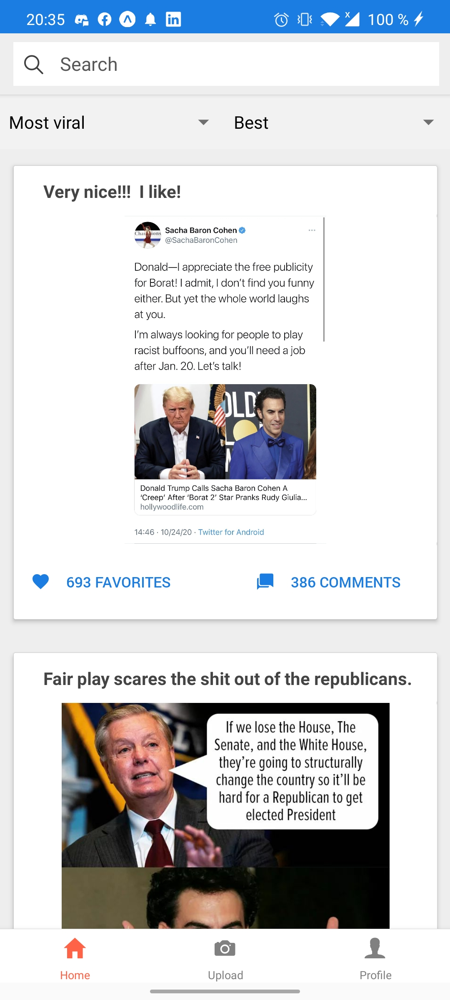 20:35
100 %
Search
Most viral
Best
Very nice!!! I like!
Champions
Sacha Baron Cohen
@SachaBaronCohen
Donald—I appreciate the free publicity
for Borat! I admit, I don't find you funny
either. But yet the whole world laughs
at you.
I'm always looking for people to play
racist buffoons, and you'll need a job
after Jan. 20. Let's talk!
OLD
Donald Trump Calls Sacha Baron Cohen A
'Creep' After 'Borat 2' Star Pranks Rudy Giulia...
hollywoodlife.com
14:46 · 10/24/20 · Twitter for Android
693 FAVORITES
386 COMMENTS
Fair play scares the shit out of the republicans.
If we lose the House, The
Senate, and the White House,
they're going to structurally
change the country so it'll be
hard for a Republican to get
elected President
Home
Upload
Profile